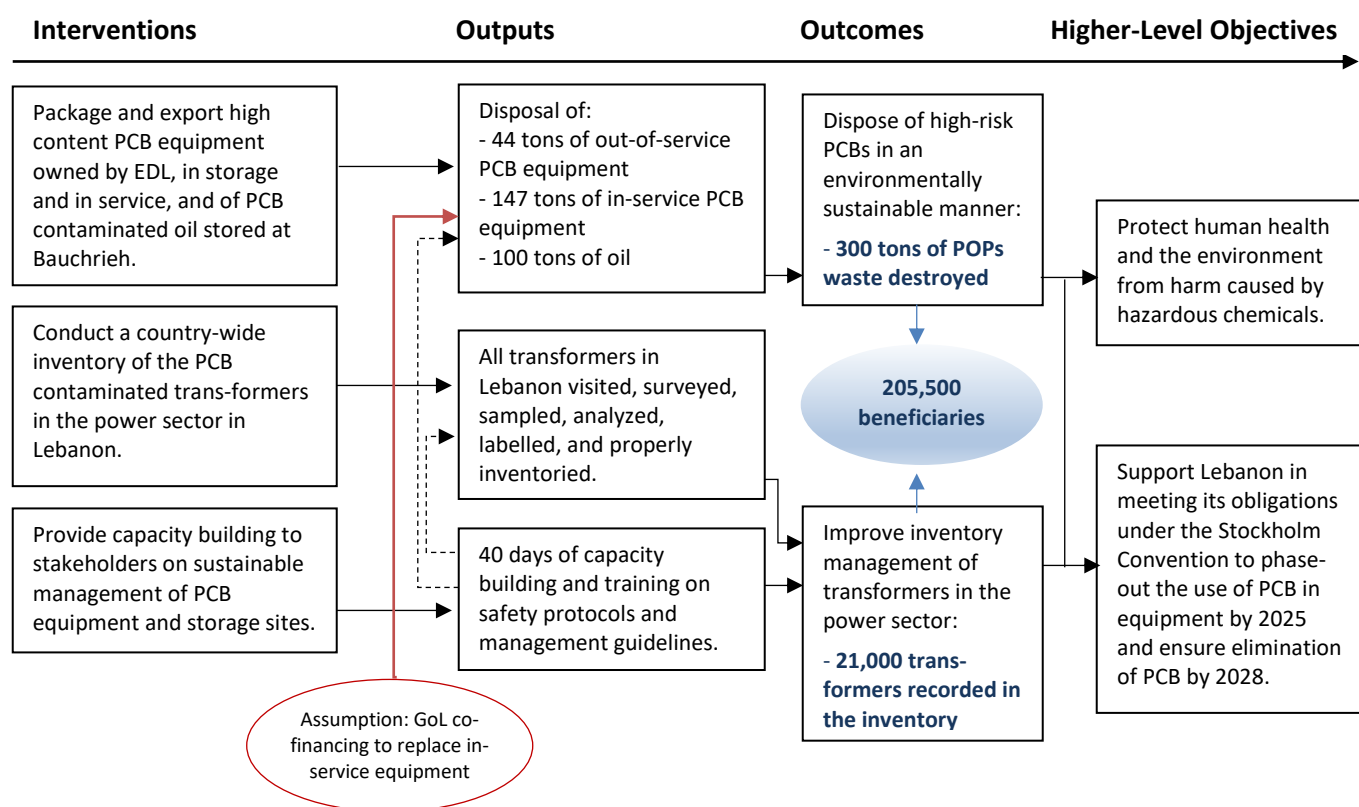 Interventions
Outputs
Outcomes
Higher-Level Objectives
Package and export high
content PCB equipment
owned by EDL, in storage
and in service, and of PCB
contaminated oil stored at
Bauchrieh.
Conduct a country-wide
inventory of the PCB
contaminated trans-formers
in the power sector in
Lebanon.
Provide capacity building to
stakeholders on sustainable
management of PCB
equipment and storage sites.
Disposal of:
- 44 tons of out-of-service
PCB equipment
- 147 tons of in-service PCB
equipment
- 100 tons of oil
All transformers in
Lebanon visited, surveyed,
sampled, analyzed,
labelled, and properly
inventoried.
40 days of capacity
building and training on
safety protocols and
management guidelines.
Assumption: GoL co-
financing to replace in-
service equipment
Dispose of high-risk
PCBs in an
environmentally
sustainable manner:
- 300 tons of POPs
waste destroyed
205,500
beneficiaries
Improve inventory
management of
transformers in the
power sector:
- 21,000 trans-
formers recorded in
the inventory
Protect human health
and the environment
from harm caused by
hazardous chemicals.
Support Lebanon in
meeting its obligations
under the Stockholm
Convention to phase-
out the use of PCB in
equipment by 2025
and ensure elimination
of PCB by 2028.